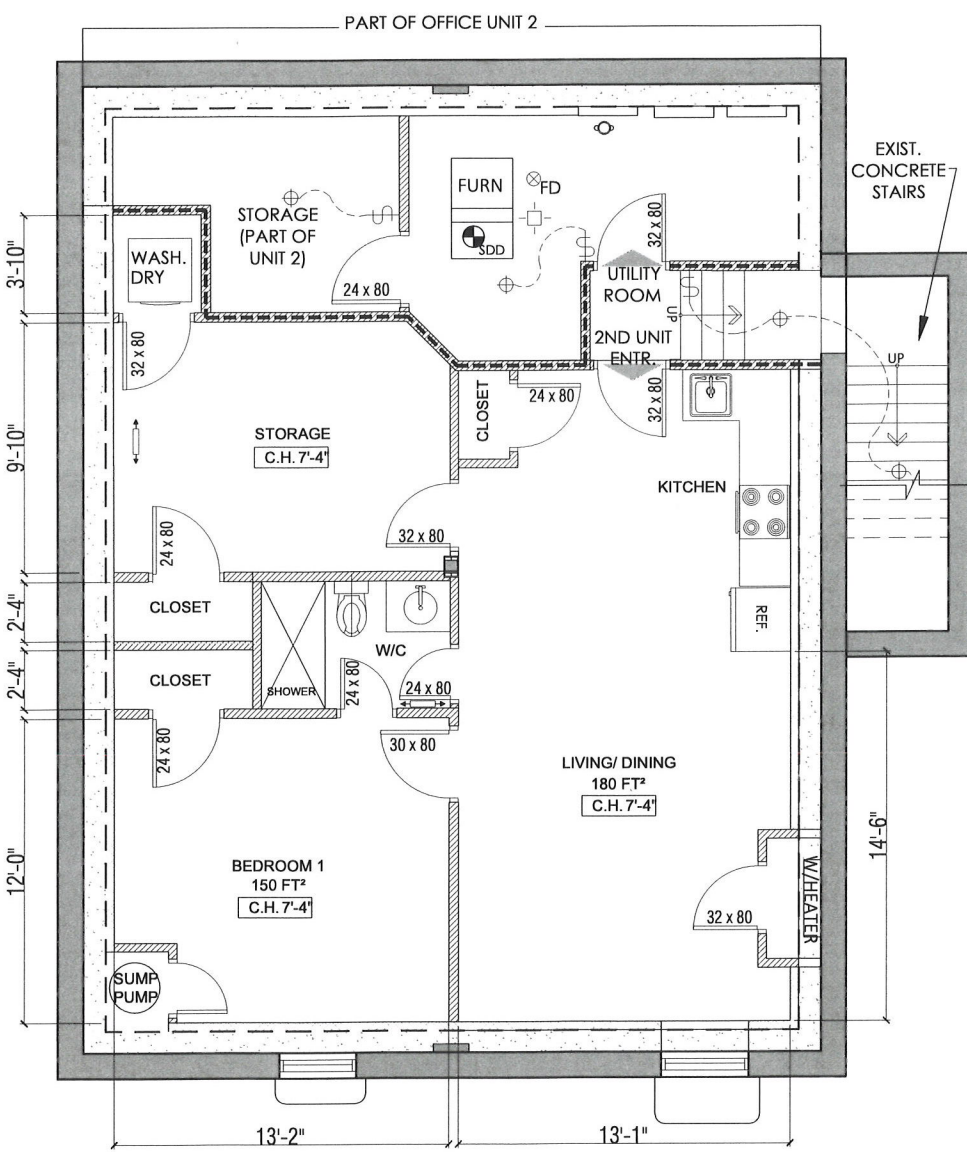 PART OF OFFICE UNIT 2
EXIST.
CONCRETE
STAIRS
FURN
FD
SDD
STORAGE
(PART OF
UNIT 2)
32 x 80
3'-10"
WASH.
DRY
24 x 80
UTILITY
ROOM
UP
2ND UNIT
ENTR.
UP
32 x 80
CLOSET
24 x 80
32 x 80
9'-10"
STORAGE
C.H. 7'-4"
KITCHEN
24 x 80
32 x 80
2'-4"
CLOSET
W/C
REF.
2'-4"
CLOSET
SHOWER
24 x 80
24 x 80
24 x 80
30 x 80
LIVING/ DINING
180 FT²
C.H. 7'-4"
14'-6"
12'-0"
BEDROOM 1
150 FT²
C.H. 7'-4"
32 x 80
W/HEATER
SUMP
PUMP
13'-2"
13'-1"